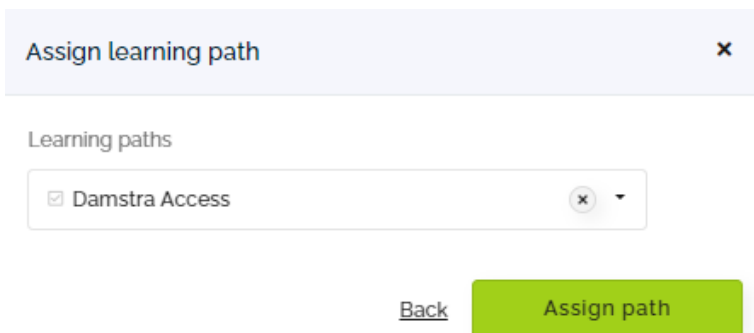 Assign learning path
Learning paths
Damstra Access
Back Assign path